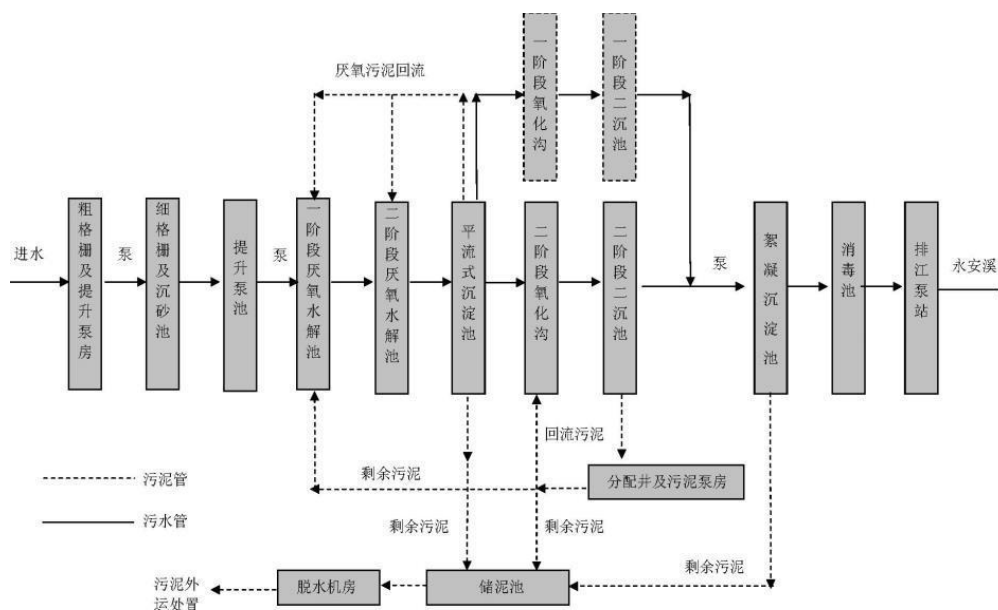 厌氧污泥回流
一阶段氧化沟
一阶段二沉池
进水
粗格栅及提升泵房
泵
细格栅及沉砂池
提升泵池
泵
一阶段厌氧水解池
二阶段厌氧水解池
平流式沉淀池
二阶段氧化沟
二阶段二沉池
泵
絮凝沉淀池
消毒池
排江泵站
永安溪
回流污泥
剩余污泥
分配井及污泥泵房
污泥管
污水管
剩余污泥
剩余污泥
剩余污泥
污泥外
运处置
脱水机房
储泥池